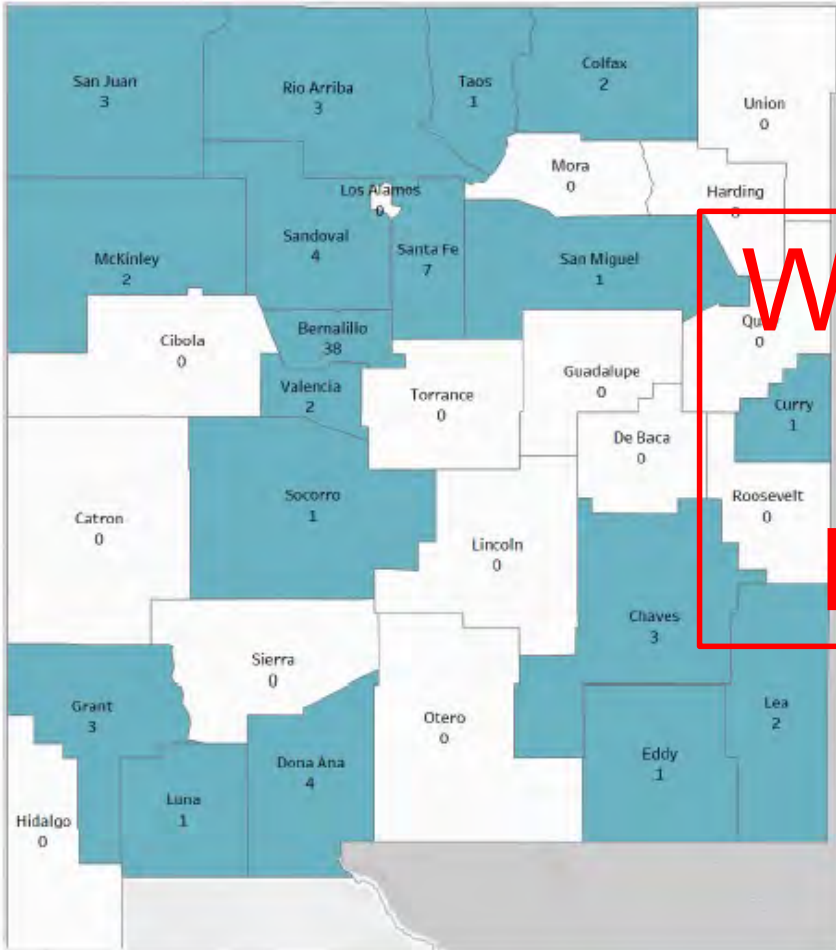 San Juan
3
Rio Arriba
3
Taos
1
Colfax
2
Union
0
Mora
0
Harding
Los Alamos
0
Sandoval
4
Santa Fe
7
San Miguel
1
McKinley
2
W
Cibola
0
Bernalillo
38
Qu
0
Valencia
2
Torrance
0
Guadalupe
0
Curry
1
De Baca
0
Catron
0
Socorro
1
Lincoln
0
Roosevelt
0
Chaves
3
Sierra
0
Grant
3
Otero
0
Lea
2
Dona Ana
4
Eddy
1
Luna
1
Hidalgo
0